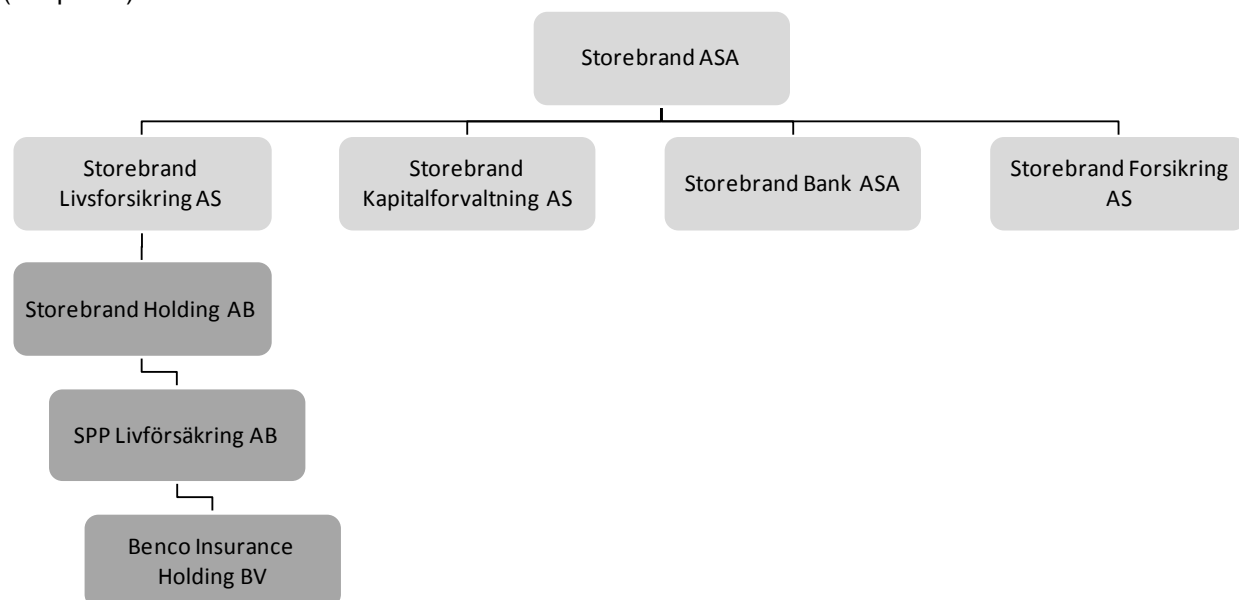 Storebrand ASA
Storebrand
Livsforsikring AS
Storebrand
Kapitalforvaltning AS
Storebrand Bank ASA
Storebrand Forsikring
AS
Storebrand Holding AB
SPP Livförsäkring AB
Benco Insurance
Holding BV